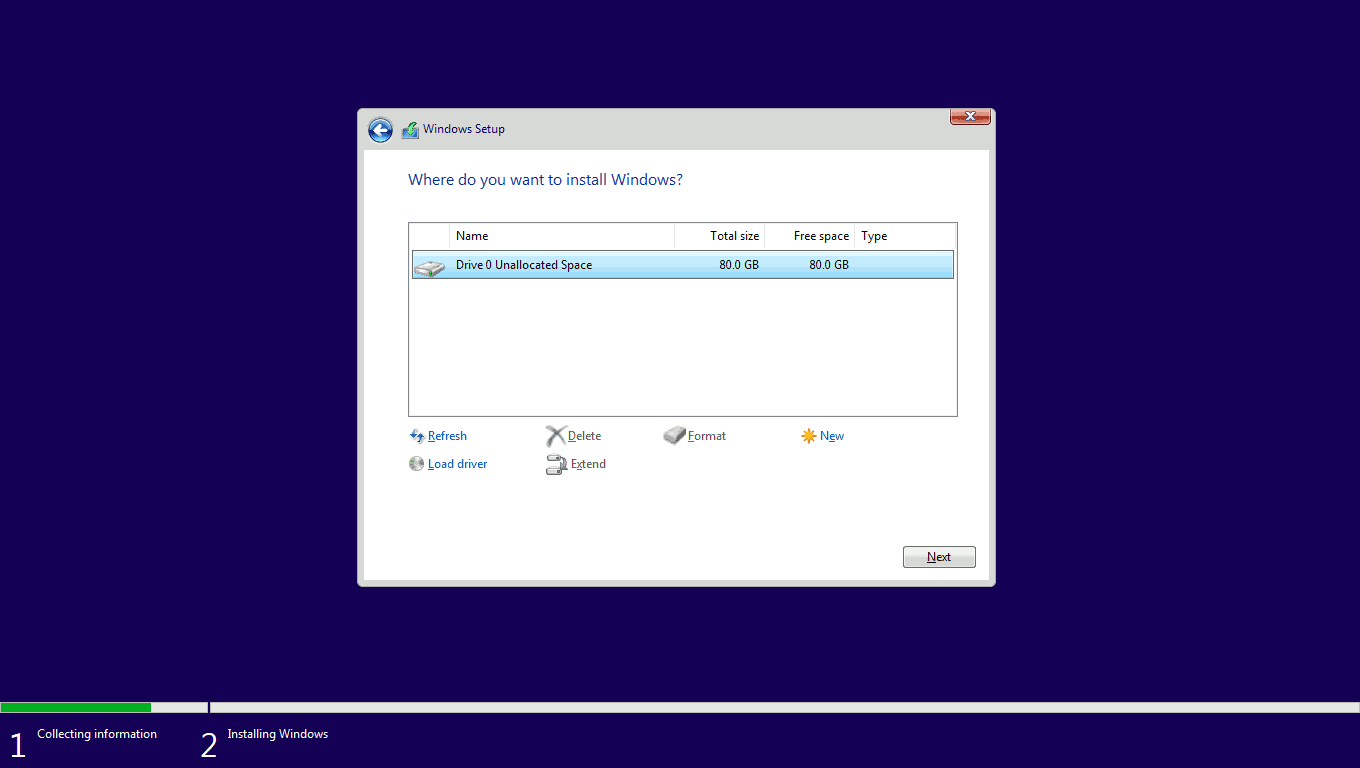 Windows Setup
Where do you want to install Windows?
Name Total size Free space Type
Drive 0 Unallocated Space 80.0 GB 80.0 GB
Refresh Delete Format New
Load driver Extend
Next
1 Collecting information 2 Installing Windows